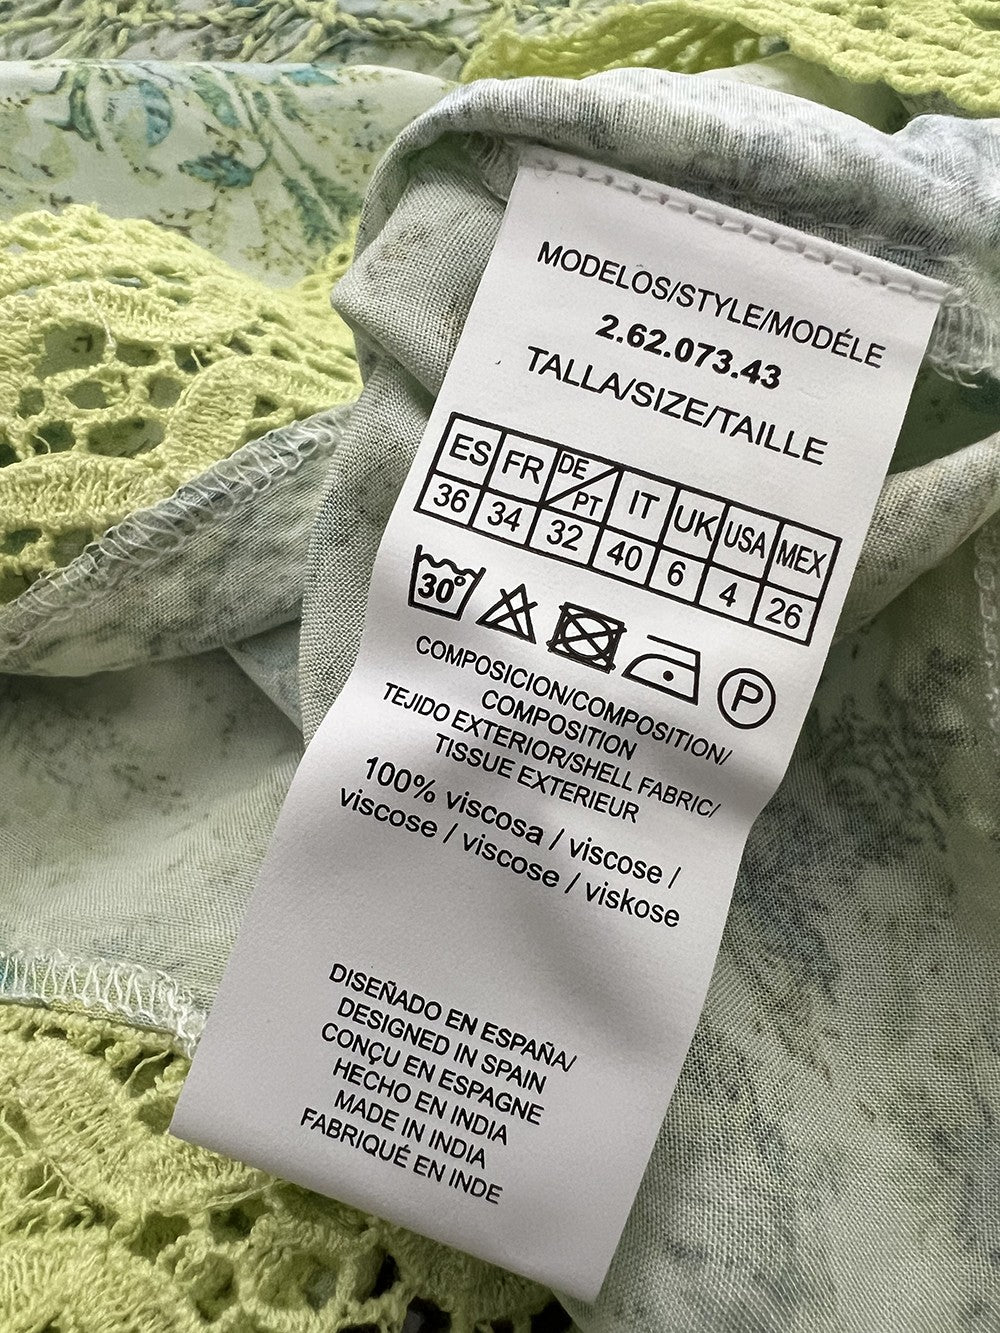 MODELOS/STYLE/MODÉLE
2.62.073.43
TALLA/SIZE/TAILLE
ES FR DE/PT IT UK USA MEX
36 34 32 40 6 4 26
30°
P
COMPOSICION/COMPOSITION/
COMPOSITION
TEJIDO EXTERIOR/SHELL FABRIC/
TISSUE EXTERIEUR
100% viscosa / viscose /
viscose / viscose / viskose
DISEÑADO EN ESPAÑA/
DESIGNED IN SPAIN
CONÇU EN ESPAGNE
HECHO EN INDIA
MADE IN INDIA
FABRIQUÉ EN INDE